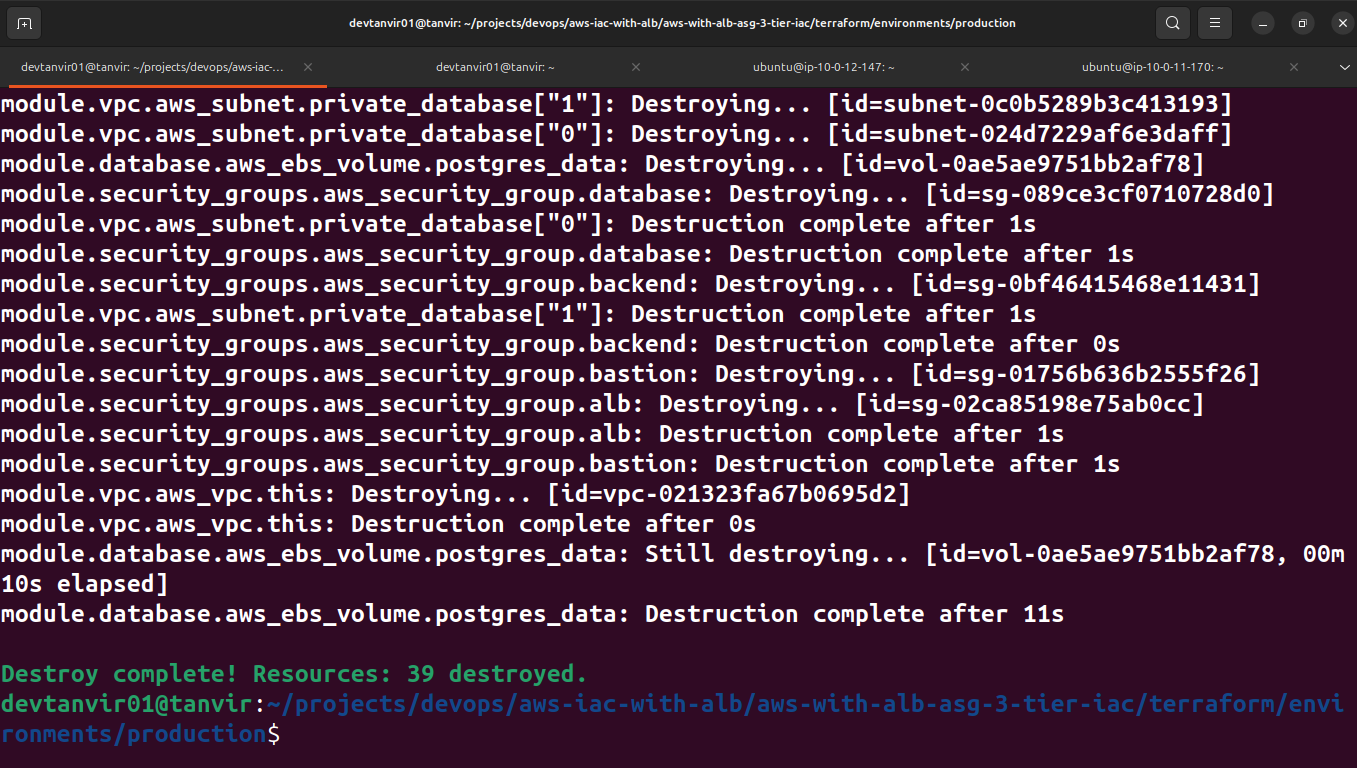 devtanvir01@tanvir: ~/projects/devops/aws-iac-with-alb/aws-with-alb-asg-3-tier-iac/terraform/environments/production
devtanvir01@tanvir: ~/projects/devops/aws-iac-... devtanvir01@tanvir: ~ ubuntu@ip-10-0-12-147: ~ ubuntu@ip-10-0-11-170: ~
module.vpc.aws_subnet.private_database["1"]: Destroying... [id=subnet-0c0b5289b3c413193]
module.vpc.aws_subnet.private_database["0"]: Destroying... [id=subnet-024d7229af6e3daff]
module.database.aws_ebs_volume.postgres_data: Destroying... [id=vol-0ae5ae9751bb2af78]
module.security_groups.aws_security_group.database: Destroying... [id=sg-089ce3cf0710728d0]
module.vpc.aws_subnet.private_database["0"]: Destruction complete after 1s
module.security_groups.aws_security_group.database: Destruction complete after 1s
module.security_groups.aws_security_group.backend: Destroying... [id=sg-0bf46415468e11431]
module.vpc.aws_subnet.private_database["1"]: Destruction complete after 1s
module.security_groups.aws_security_group.backend: Destruction complete after 0s
module.security_groups.aws_security_group.bastion: Destroying... [id=sg-01756b636b2555f26]
module.security_groups.aws_security_group.alb: Destroying... [id=sg-02ca85198e75ab0cc]
module.security_groups.aws_security_group.alb: Destruction complete after 1s
module.security_groups.aws_security_group.bastion: Destruction complete after 1s
module.vpc.aws_vpc.this: Destroying... [id=vpc-021323fa67b0695d2]
module.vpc.aws_vpc.this: Destruction complete after 0s
module.database.aws_ebs_volume.postgres_data: Still destroying... [id=vol-0ae5ae9751bb2af78, 00m
10s elapsed]
module.database.aws_ebs_volume.postgres_data: Destruction complete after 11s
Destroy complete! Resources: 39 destroyed.
devtanvir01@tanvir:~/projects/devops/aws-iac-with-alb/aws-with-alb-asg-3-tier-iac/terraform/envi
ronments/production$